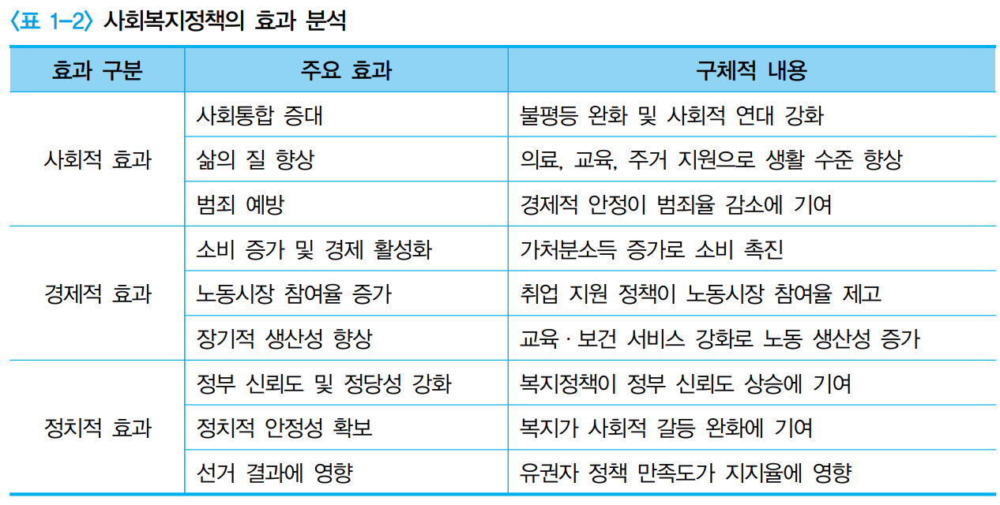 〈표 1-2〉 사회복지정책의 효과 분석
효과 구분 주요 효과 구체적 내용
사회통합 증대 불평등 완화 및 사회적 연대 강화
사회적 효과 삶의 질 향상 의료, 교육, 주거 지원으로 생활 수준 향상
범죄 예방 경제적 안정이 범죄율 감소에 기여
소비 증가 및 경제 활성화 가처분소득 증가로 소비 촉진
경제적 효과 노동시장 참여율 증가 취업 지원 정책이 노동시장 참여율 제고
장기적 생산성 향상 교육·보건 서비스 강화로 노동 생산성 증가
정부 신뢰도 및 정당성 강화 복지정책이 정부 신뢰도 상승에 기여
정치적 효과 정치적 안정성 확보 복지가 사회적 갈등 완화에 기여
선거 결과에 영향 유권자 정책 만족도가 지지율에 영향